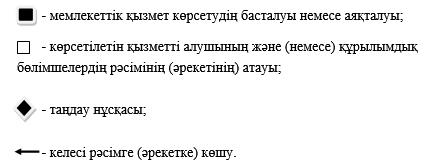 - мемлекеттік қызмет көрсетудің басталуы немесе аяқталуы;
- көрсетілетін қызметті алушының және (немесе) құрылымдық
бөлімшелердің рәсімінің (әрекетінің) атауы;
- таңдау нұсқасы;
- келесі рәсімге (әрекетке) көшу.